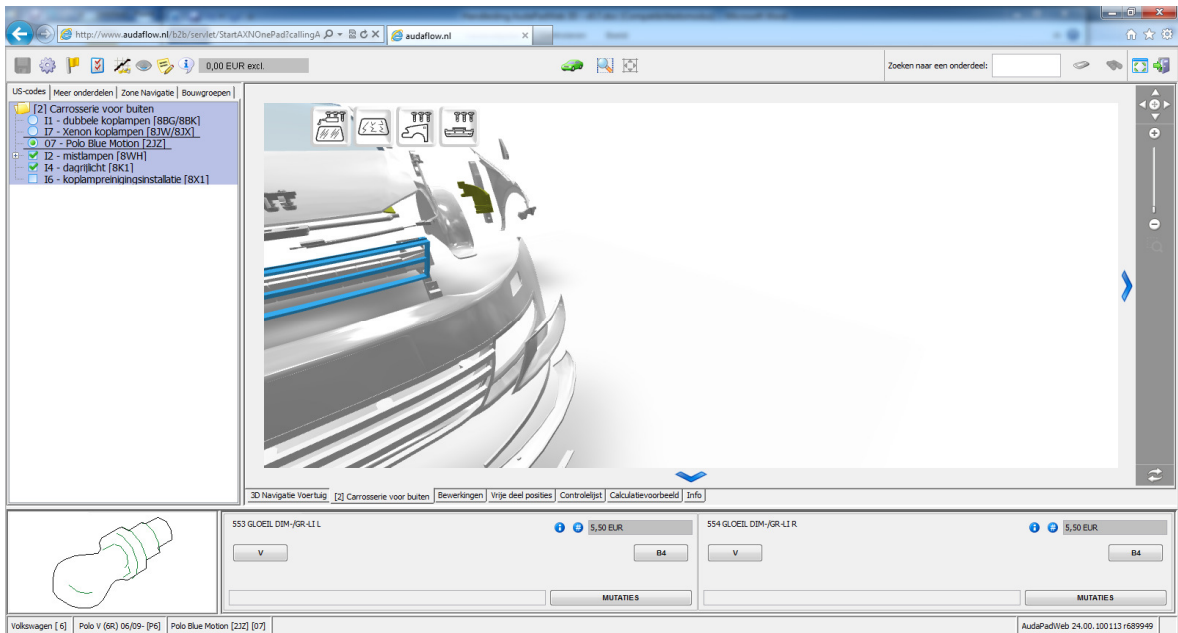 http://www.audaflow.nl/b2b/servlet/StartAXNOnePad?callingA
audaflow.nl
0,00 EUR excl.
Zoeken naar een onderdeel:
US-codes Meer onderdelen Zone Navigatie Bouwgroepen
[2] Carrosserie voor buiten
I1 - dubbele koplampen [8BG/8BK]
I7 - Xenon koplampen [8JW/8JX]
07 - Polo Blue Motion [2JZ]
I2 - mistlampen [8WH]
I4 - dagrijlicht [8K1]
I6 - koplampreinigingsinstallatie [8X1]
3D Navigatie Voertuig [2] Carrosserie voor buiten Bewerkingen Vrije deel posities Controlelijst Calculatievoorbeeld Info
553 GLOEIL DIM-/GR-LI L 5,50 EUR 554 GLOEIL DIM-/GR-LI R 5,50 EUR
V B4 V B4
MUTATIES MUTATIES
Volkswagen [ 6] Polo V (6R) 06/09- [P6] Polo Blue Motion [2JZ] [07] AudaPadWeb 24.00.100113 r689949